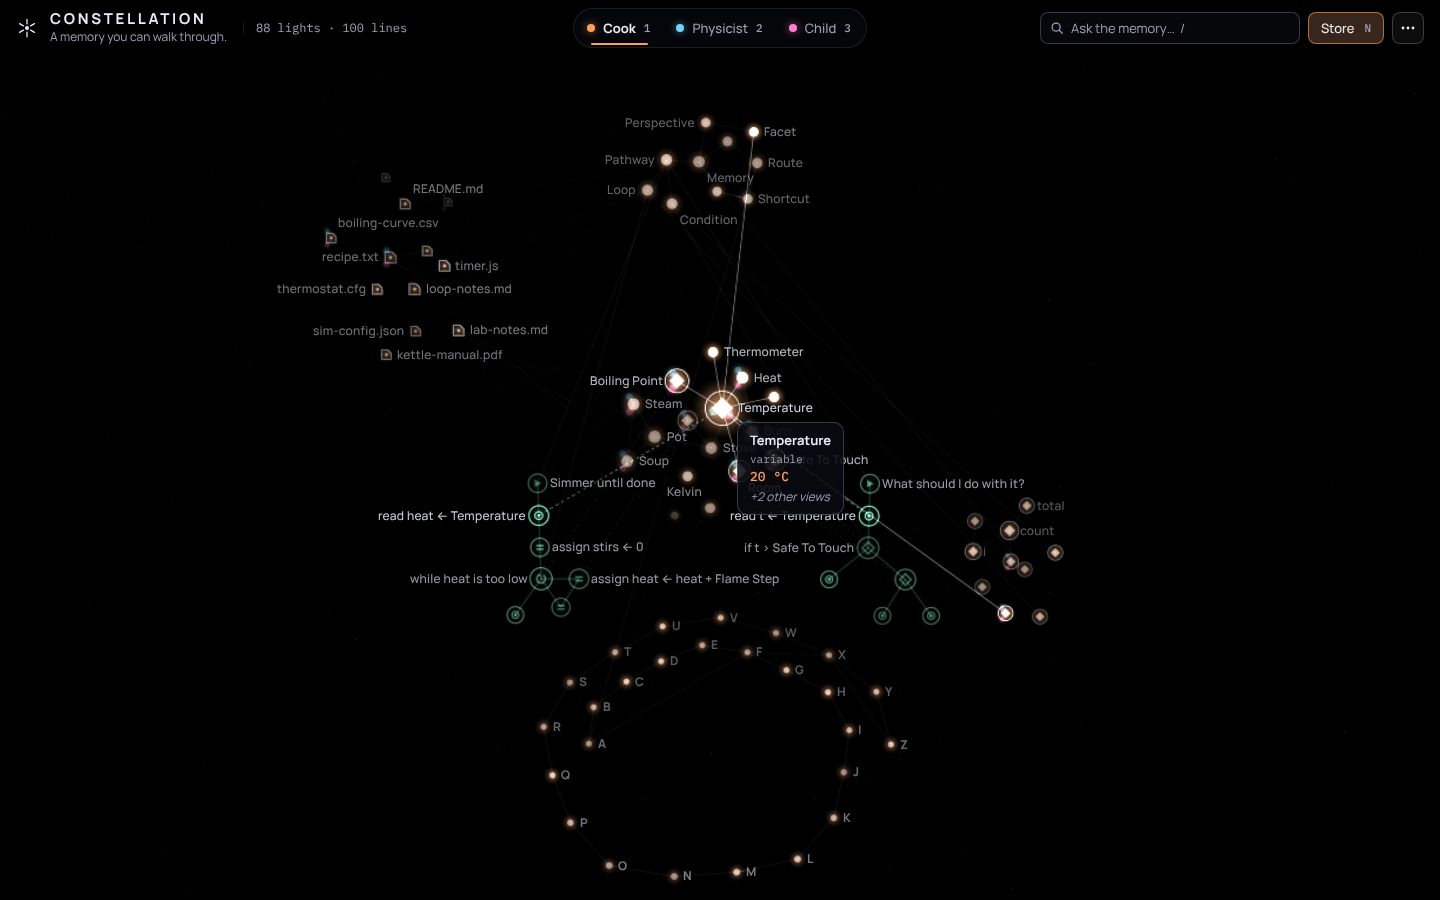 CONSTELLATION
A memory you can walk through.
88 lights · 100 lines
Cook 1
Physicist 2
Child 3
Ask the memory… /
Store N
Perspective
Facet
Pathway
Route
Memory
Loop
Shortcut
Condition
README.md
boiling-curve.csv
recipe.txt
timer.js
thermostat.cfg
loop-notes.md
sim-config.json
lab-notes.md
kettle-manual.pdf
Thermometer
Boiling Point
Heat
Steam
Temperature
Pot
Soup
Kelvin
Burn
Room
Touch
Temperature
variable
20 °C
+2 other views
Simmer until done
What should I do with it?
read heat ← Temperature
read t ← Temperature
assign stirs ← 0
if t > Safe To Touch
while heat is too low
assign heat ← heat + Flame Step
total
count
i
U
V
W
T
D
E
F
X
S
C
G
H
Y
R
B
A
I
Z
Q
J
P
K
O
N
M
L